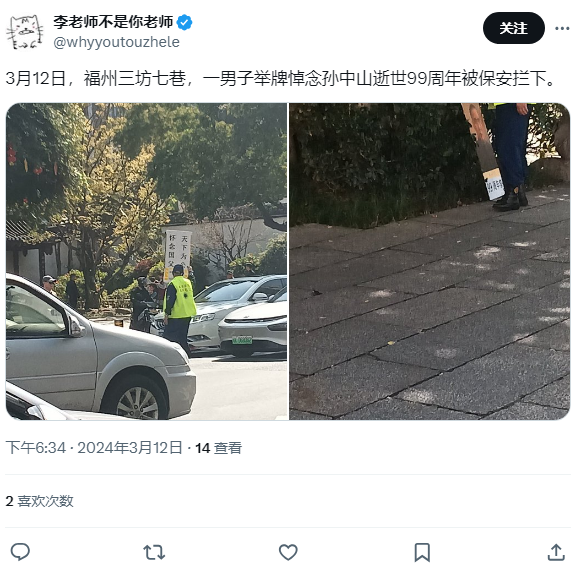 李老师不是你老师
@whyyoutouzhele
关注
3月12日，福州三坊七巷，一男子举牌悼念孙中山逝世99周年被保安拦下。
天下为
怀念国父
下午6:34 · 2024年3月12日 · 14 查看
2 喜欢次数